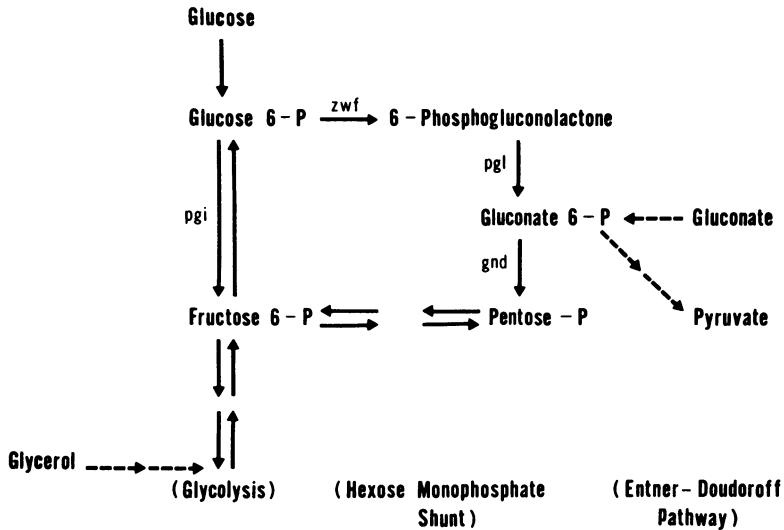 Glucose
Glucose 6-P
zwf
6-Phosphogluconolactone
pgl
pgi
Gluconate 6-P
Gluconate
gnd
Fructose 6-P
Pentose-P
Pyruvate
Glycerol
(Glycolysis)
(Hexose Monophosphate
Shunt)
(Entner-Doudoroff
Pathway)